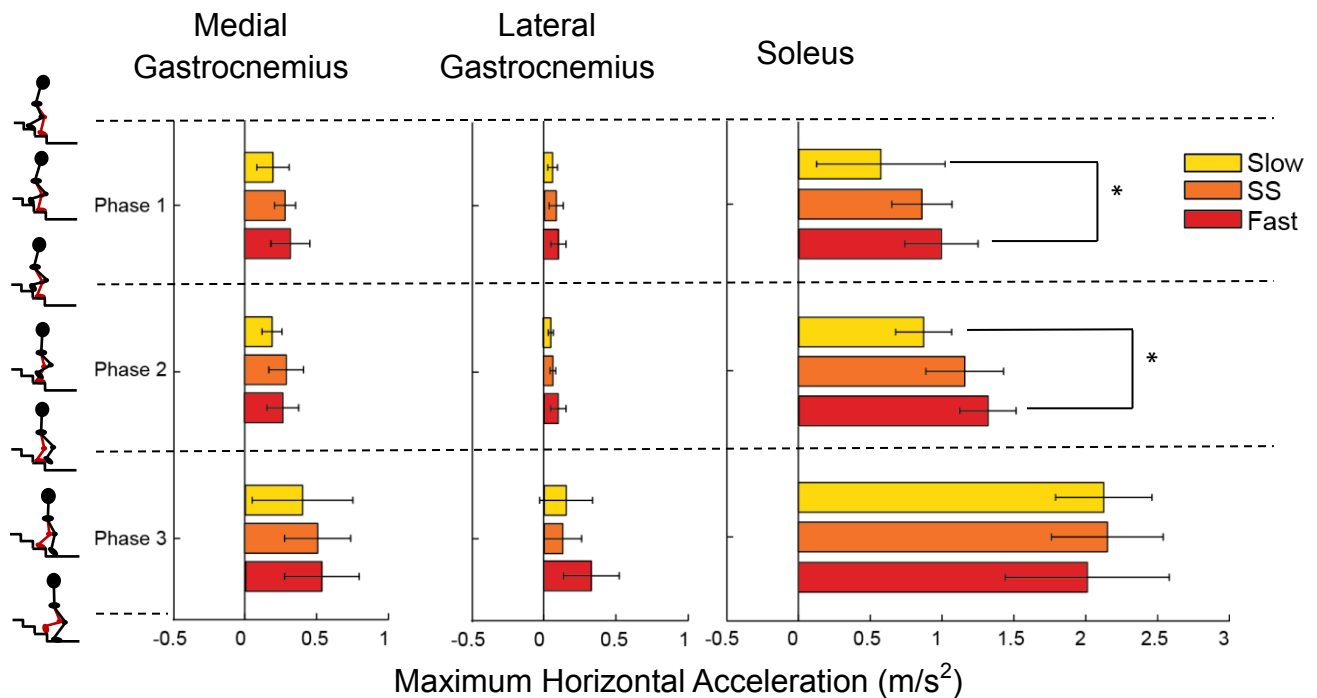 Medial
Gastrocnemius
Lateral
Gastrocnemius
Soleus
Slow
SS
Fast
Phase 1
*
Phase 2
*
Phase 3
-0.5 0 0.5 1
-0.5 0 0.5 1
-0.5 0 0.5 1 1.5 2 2.5 3
Maximum Horizontal Acceleration (m/s²)